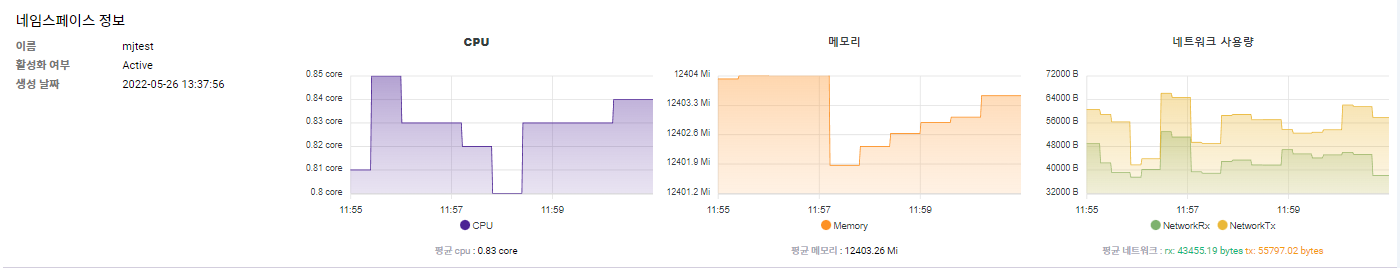 네임스페이스 정보
이름 mjtest
활성화 여부 Active
생성 날짜 2022-05-26 13:37:56
CPU
0.85 core
0.84 core
0.83 core
0.82 core
0.81 core
0.8 core
11:55 11:57 11:59
CPU
평균 cpu : 0.83 core
메모리
12404 Mi
12403.3 Mi
12402.6 Mi
12401.9 Mi
12401.2 Mi
11:55 11:57 11:59
Memory
평균 메모리 : 12403.26 Mi
네트워크 사용량
72000 B
64000 B
56000 B
48000 B
40000 B
32000 B
11:55 11:57 11:59
NetworkRx NetworkTx
평균 네트워크 : rx: 43455.19 bytes tx: 55797.02 bytes